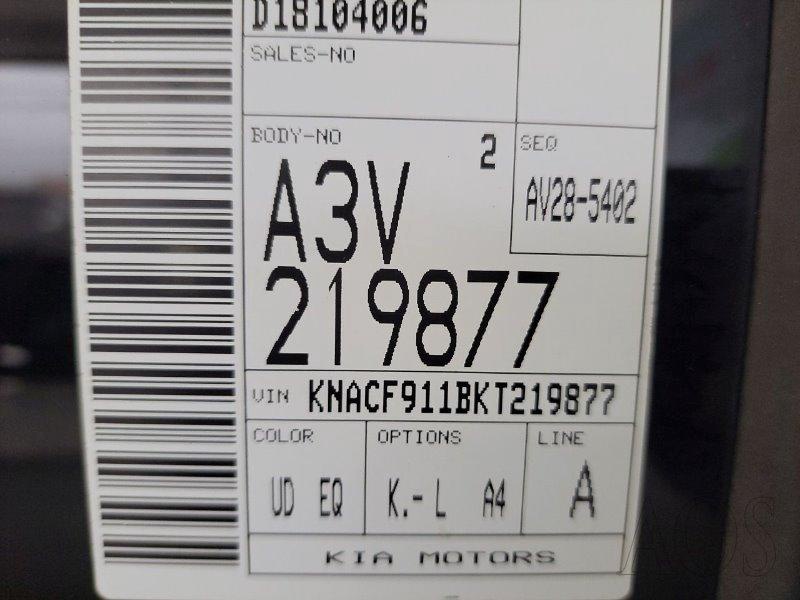 D18104006
SALES-NO
BODY-NO
2
SEQ
A3V
AV28-5402
219877
VIN KNACF911BKT219877
COLOR OPTIONS LINE
UD EQ K.- L A4 A
KIA MOTORS
AOS